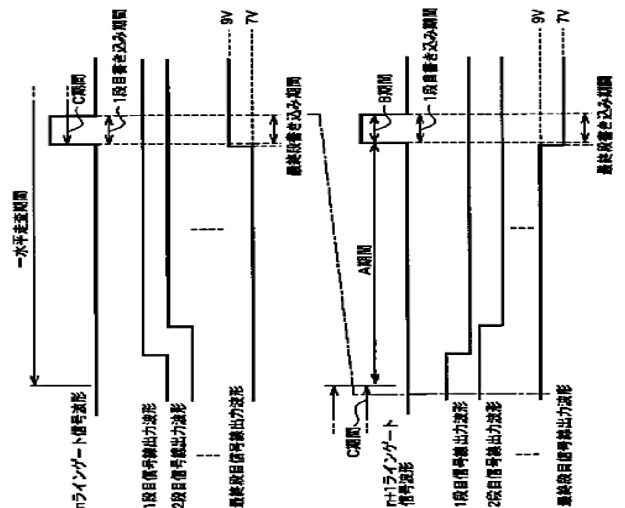 一水平走査期間
C期間
1段目書き込み期間
nラインゲート信号波形
1段目信号線出力波形
2段目信号線出力波形
最終段目信号線出力波形
9V
7V
最終段書き込み期間
C期間
A期間
B期間
1段目書き込み期間
n+1ラインゲート
信号波形
1段目信号線出力波形
2段目信号線出力波形
最終段目信号線出力波形
9V
7V
最終段書き込み期間